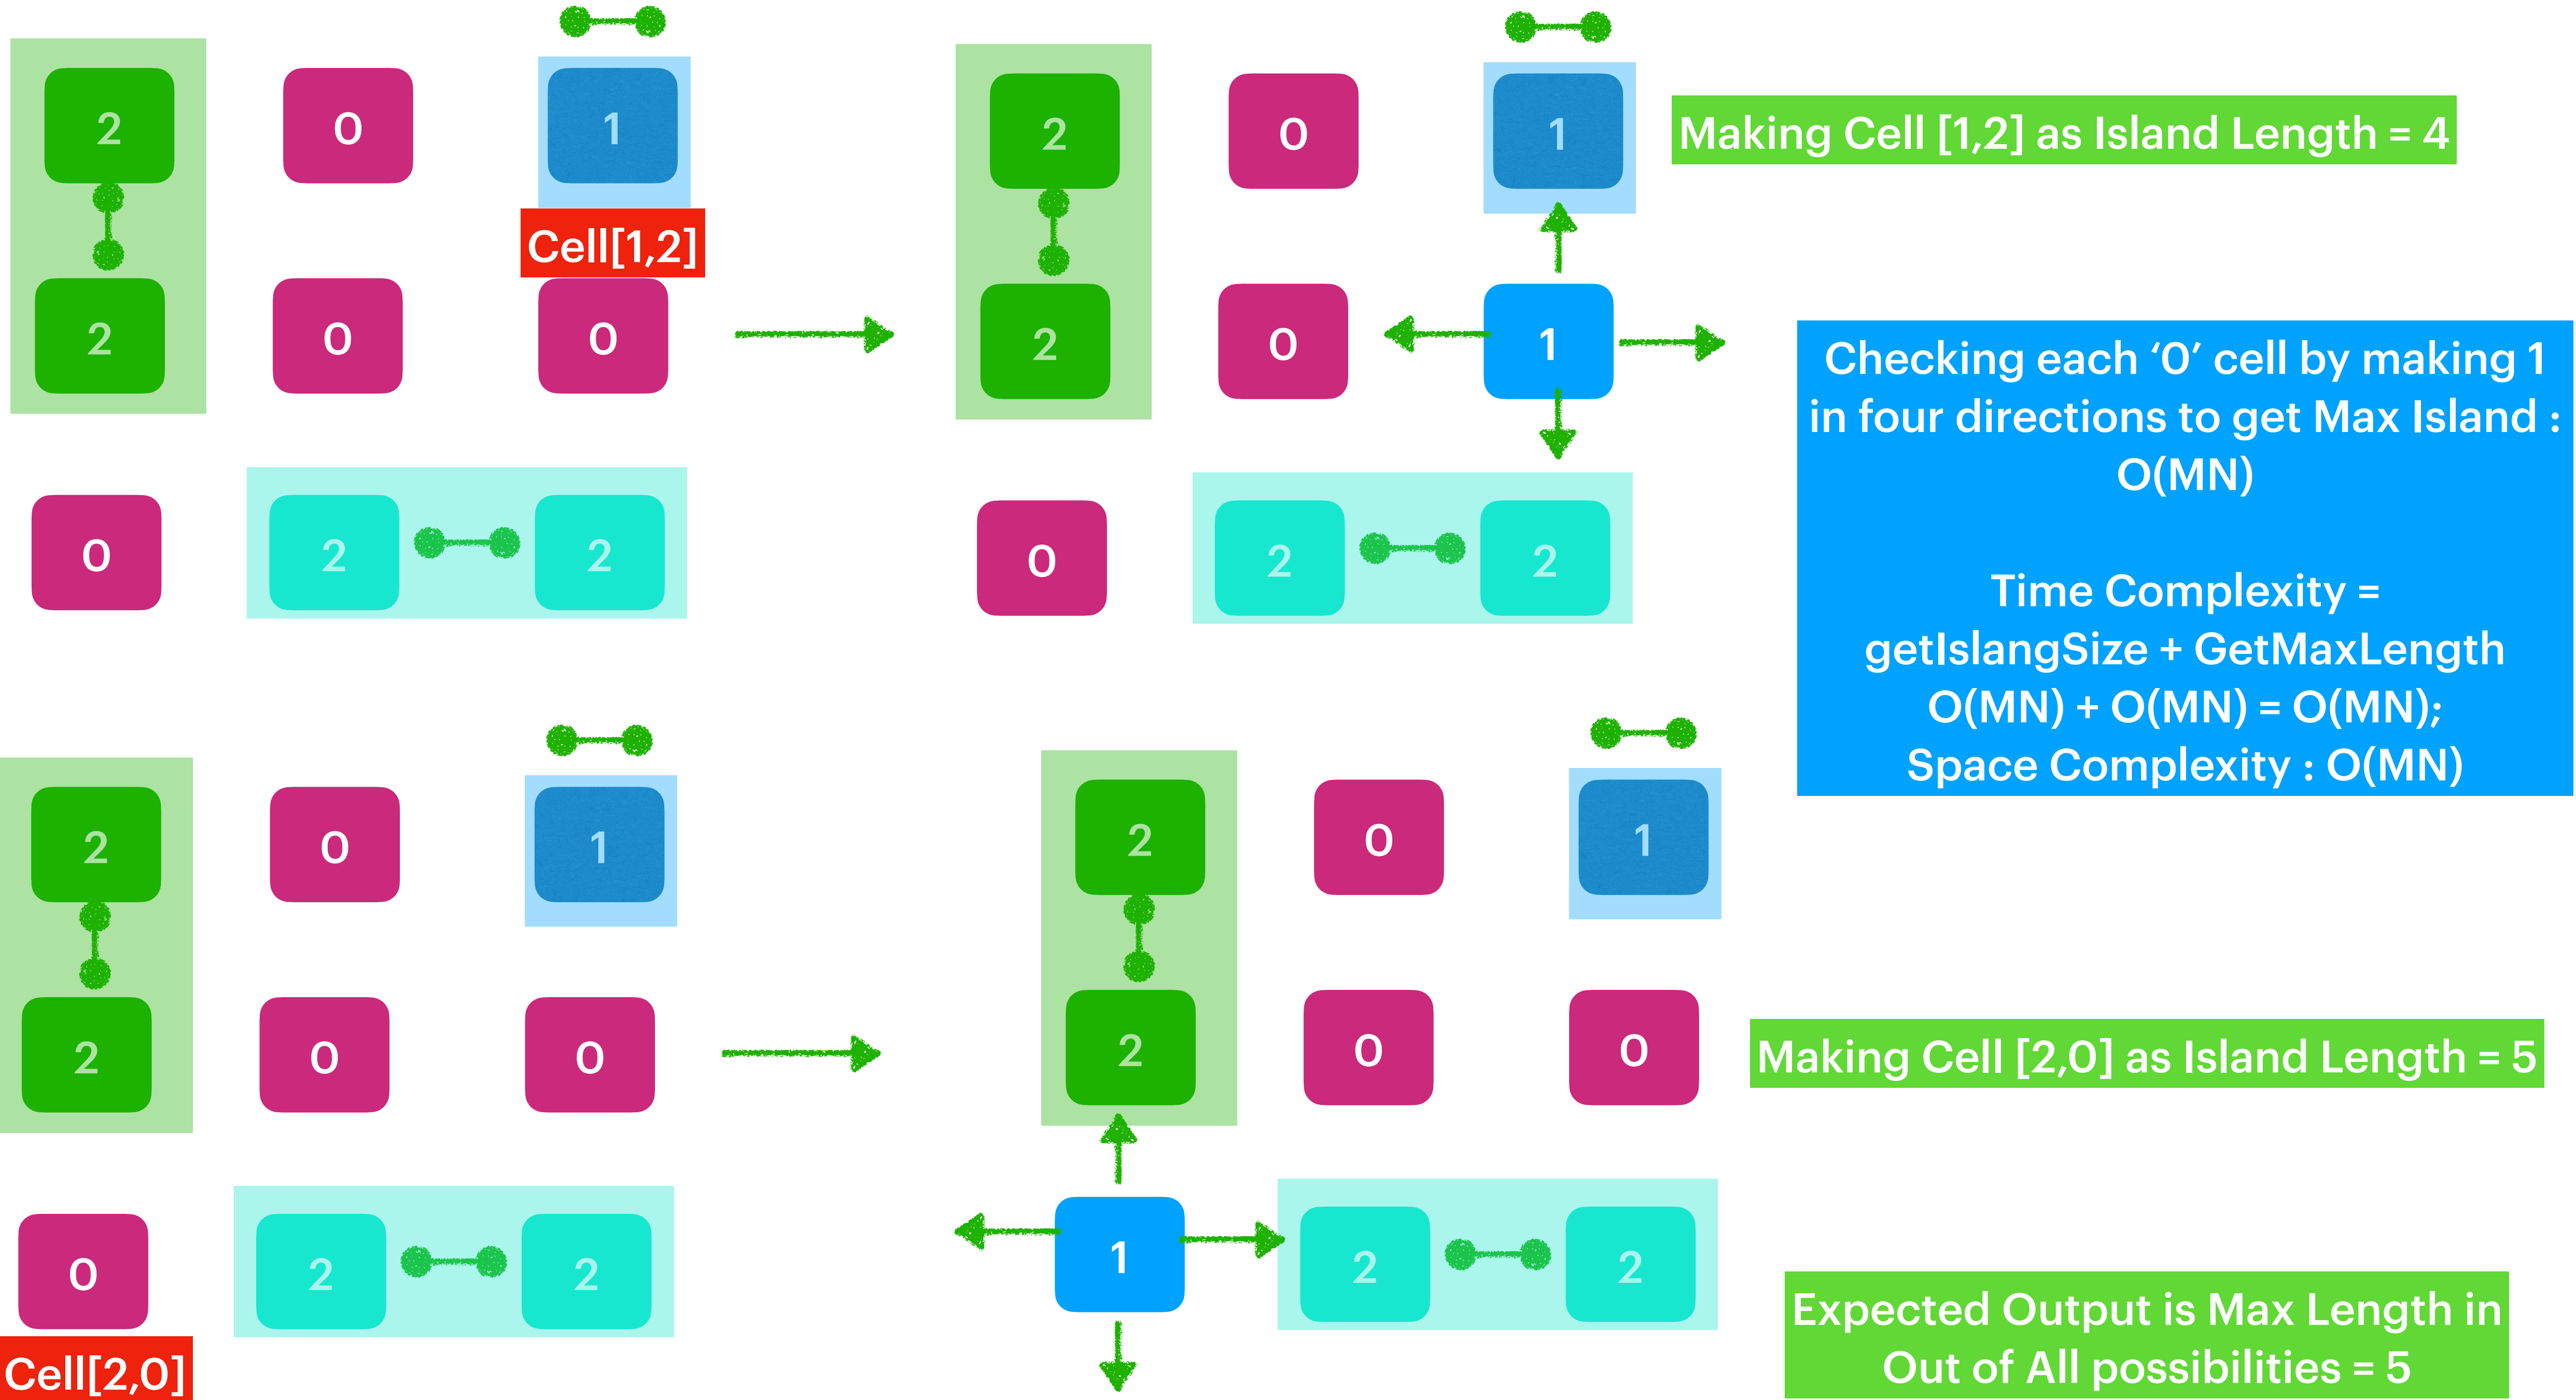 2 0 1
Cell[1,2]
2 0 0
0 2 2
2 0 1
Making Cell [1,2] as Island Length = 4
2 0 1
0 2 2
Checking each ‘0’ cell by making 1
in four directions to get Max Island :
O(MN)
Time Complexity =
getIslangSize + GetMaxLength
O(MN) + O(MN) = O(MN);
Space Complexity : O(MN)
2 0 1
2 0 0
0 2 2
Cell[2,0]
2 0 1
2 0 0
Making Cell [2,0] as Island Length = 5
1 2 2
Expected Output is Max Length in
Out of All possibilities = 5